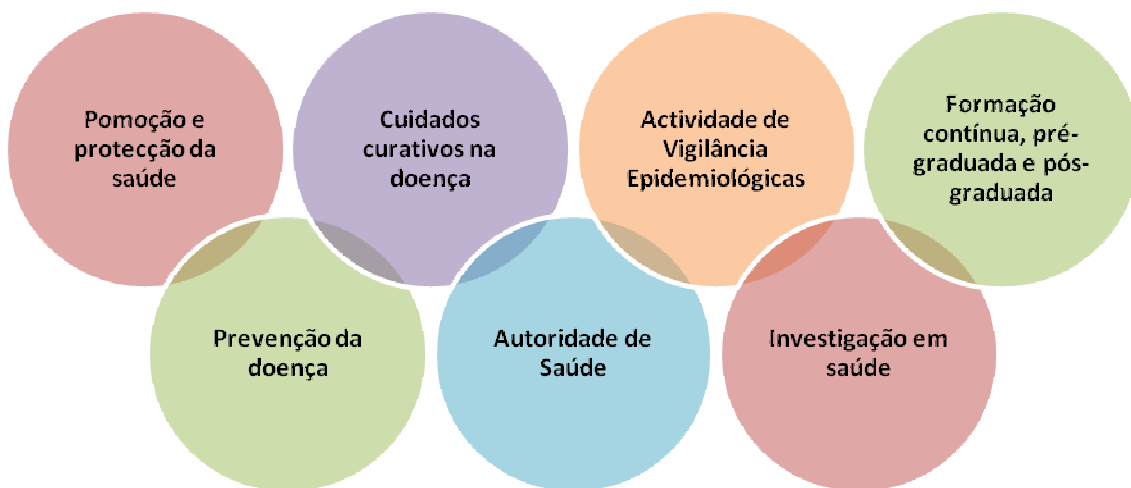 Pomoção e
protecção da
saúde
Cuidados
curativos na
doença
Actividade de
Vigilância
Epidemiológicas
Formação
contínua, pré-
graduada e pós-
graduada
Prevenção da
doença
Autoridade de
Saúde
Investigação em
saúde